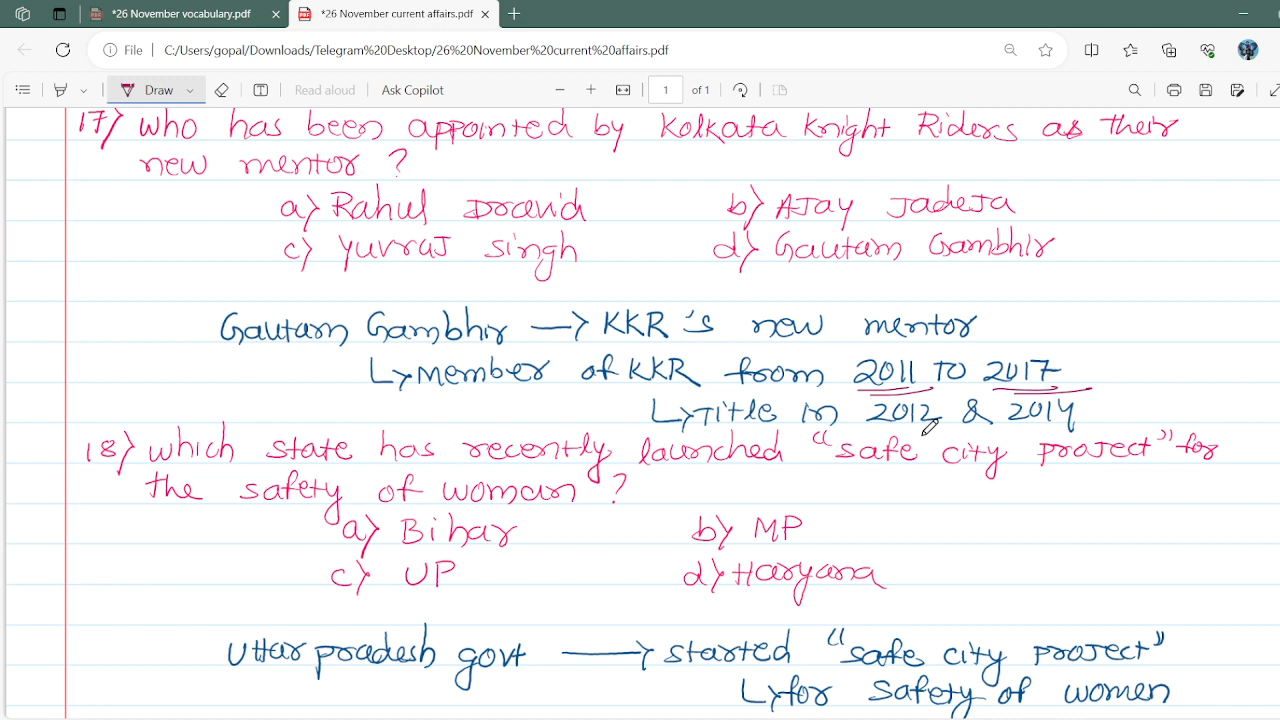 *26 November vocabulary.pdf
*26 November current affairs.pdf
File
C:/Users/gopal/Downloads/Telegram%20Desktop/26%20November%20current%20affairs.pdf
Draw
Read aloud
Ask Copilot
1
of 1
17) Who has been appointed by Kolkata Knight Riders as their
new mentor ?
a) Rahul Dravid b) Ajay Jadeja
c) Yuvraj Singh d) Gautam Gambhir
Gautam Gambhir → KKR's new mentor
↳ member of KKR from 2011 to 2017
↳ Title in 2012 & 2014
18) which state has recently launched "safe city project" for
the safety of woman ?
a) Bihar b) MP
c) UP d) Haryana
Uttar pradesh govt → started "safe city project"
↳ for safety of women